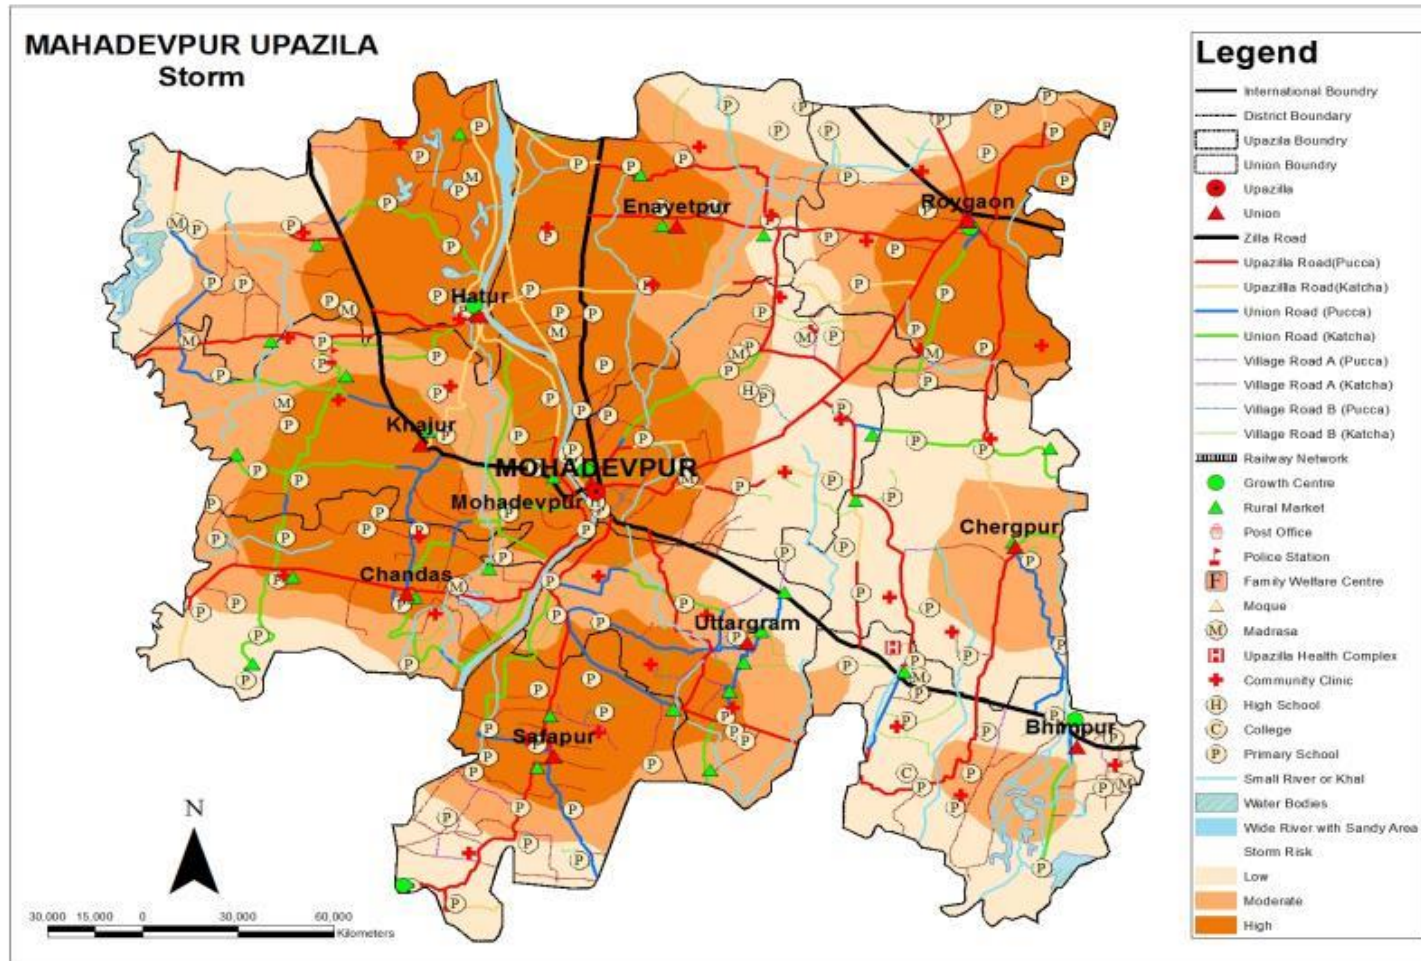 MAHADEVPUR UPAZILA
Storm
Enayetpur
Roygaon
Hatur
Khajur
MOHADEVPUR
Mohadevpur
Chergpur
Chandas
Uttargram
Safapur
Bhimpur
N
30,000 15,000 0 30,000 60,000
Kilometers
Legend
International Boundry
District Boundary
Upazila Boundry
Union Boundry
Upazilla
Union
Zilla Road
Upazilla Road(Pucca)
Upazillla Road(Katcha)
Union Road (Pucca)
Union Road (Katcha)
Village Road A (Pucca)
Village Road A (Katcha)
Village Road B (Pucca)
Village Road B (Katcha)
Railway Network
Growth Centre
Rural Market
Post Office
Police Station
F Family Welfare Centre
Moque
M Madrasa
H Upazilla Health Complex
Community Clinic
H High School
C College
P Primary School
Small River or Khal
Water Bodies
Wide River with Sandy Area
Storm Risk
Low
Moderate
High